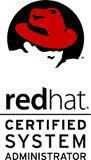 redhat.
CERTIFIED
SYSTEM
ADMINISTRATOR